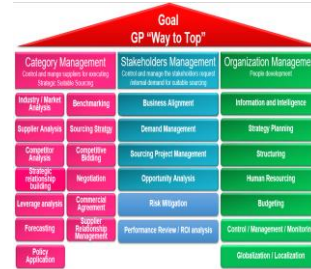 Goal
GP "Way to Top"
Category Management
Control and mange suppliers for executing
Strategic Suitable Sourcing
Industry / Market
Analysis
Benchmarking
Supplier Analysis
Sourcing Stratgy
Competitor
Analysis
Competitive
Bidding
Strategic
relationship
building
Negotiation
Leverage analysis
Commercial
Agreement
Forecasting
Supplier
Relationship
Management
Policy
Application
Stakeholders Management
Control and manage the stakeholders request
Internal demand for suitable sourcing
Business Alignment
Demand Management
Sourcing Project Management
Opportunity Analysis
Risk Mitigation
Performance Review / ROI analysis
Organization Management
People development
Information and Intelligence
Strategy Planning
Structuring
Human Resourcing
Budgeting
Control / Management / Monitoring
Globalization / Localization